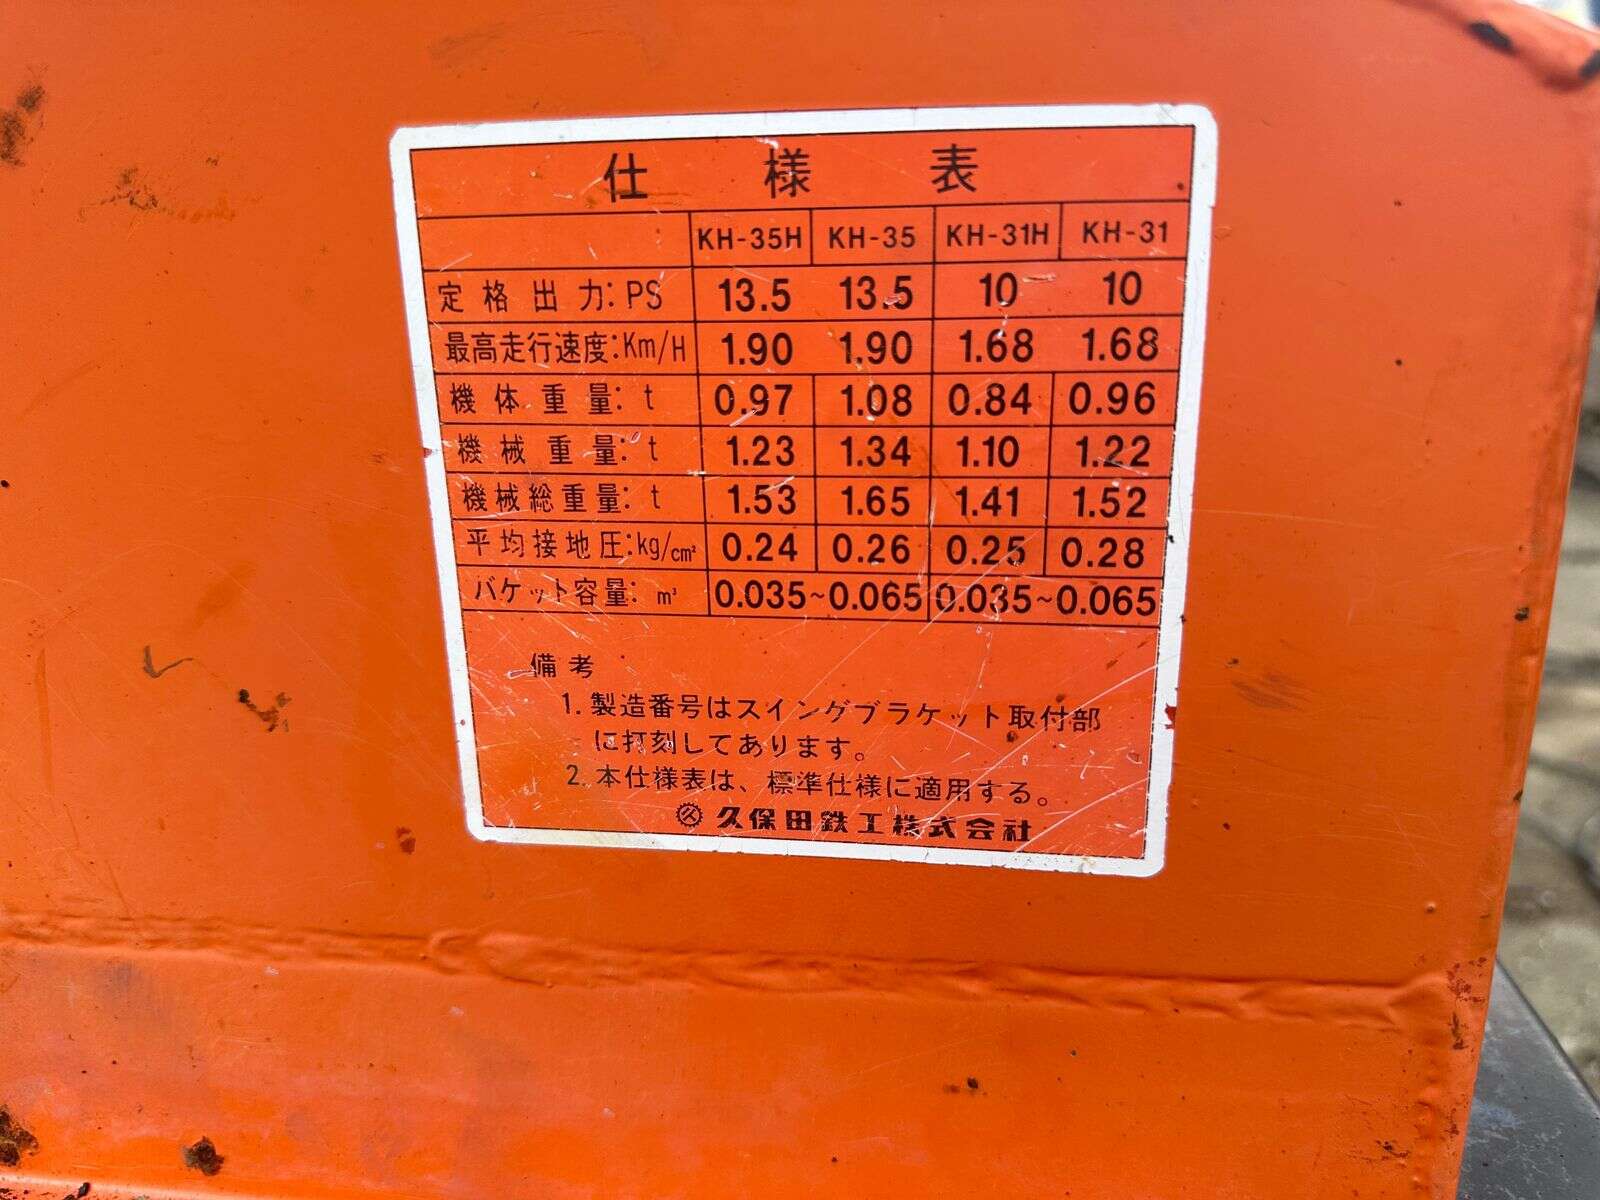 仕様表
KH-35H KH-35 KH-31H KH-31
定格出力:PS 13.5 13.5 10 10
最高走行速度:Km/H 1.90 1.90 1.68 1.68
機体重量: t 0.97 1.08 0.84 0.96
機械重量: t 1.23 1.34 1.10 1.22
機械総重量: t 1.53 1.65 1.41 1.52
平均接地圧:kg/cm² 0.24 0.26 0.25 0.28
バケット容量: m³ 0.035~0.065 0.035~0.065
備考
1. 製造番号はスイングブラケット取付部
に打刻してあります。
2. 本仕様表は、標準仕様に適用する。
久保田鉄工株式会社